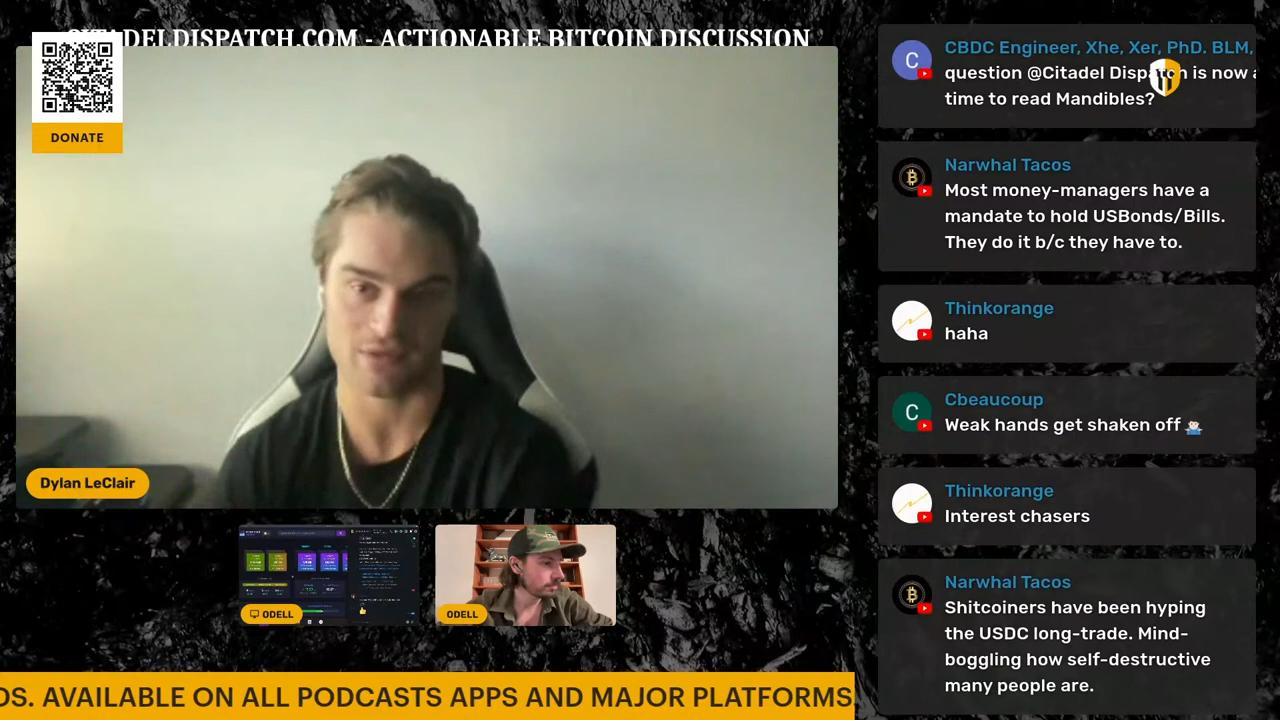 CITADELDISPATCH.COM - ACTIONABLE BITCOIN DISCUSSION
DONATE
Dylan LeClair
ODELL
ODELL
DS. AVAILABLE ON ALL PODCASTS APPS AND MAJOR PLATFORMS
CBDC Engineer, Xhe, Xer, PhD. BLM,
question @Citadel Dispatch is now a
time to read Mandibles?
Narwhal Tacos
Most money-managers have a
mandate to hold USBonds/Bills.
They do it b/c they have to.
Thinkorange
haha
C
Cbeaucoup
Weak hands get shaken off
Thinkorange
Interest chasers
Narwhal Tacos
Shitcoiners have been hyping
the USDC long-trade. Mind-
boggling how self-destructive
many people are.